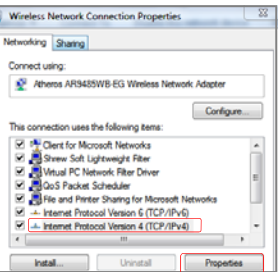 Wireless Network Connection Properties
Networking Sharing
Connect using:
Atheros AR9485WB-EG Wireless Network Adapter
Configure...
This connection uses the following items:
Client for Microsoft Networks
Shrew Soft Lightweight Filter
Virtual PC Network Filter Driver
QoS Packet Scheduler
File and Printer Sharing for Microsoft Networks
Internet Protocol Version 6 (TCP/IPv6)
Internet Protocol Version 4 (TCP/IPv4)
Install... Uninstall Properties